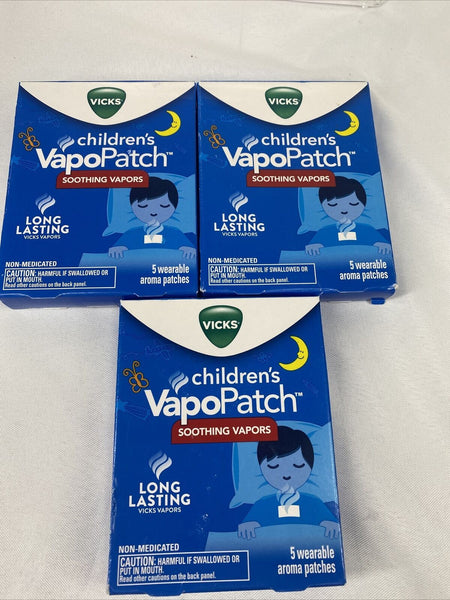 VICKS
children's
VapoPatch™
SOOTHING VAPORS
LONG
LASTING
VICKS VAPORS
NON-MEDICATED
CAUTION: HARMFUL IF SWALLOWED OR
PUT IN MOUTH.
Read other cautions on the back panel.
5 wearable
aroma patches
VICKS
children's
VapoPatch™
SOOTHING VAPORS
LONG
LASTING
VICKS VAPORS
NON-MEDICATED
CAUTION: HARMFUL IF SWALLOWED OR
PUT IN MOUTH.
Read other cautions on the back panel.
5 wearable
aroma patches
VICKS
children's
VapoPatch™
SOOTHING VAPORS
LONG
LASTING
VICKS VAPORS
NON-MEDICATED
CAUTION: HARMFUL IF SWALLOWED OR
PUT IN MOUTH.
Read other cautions on the back panel.
5 wearable
aroma patches